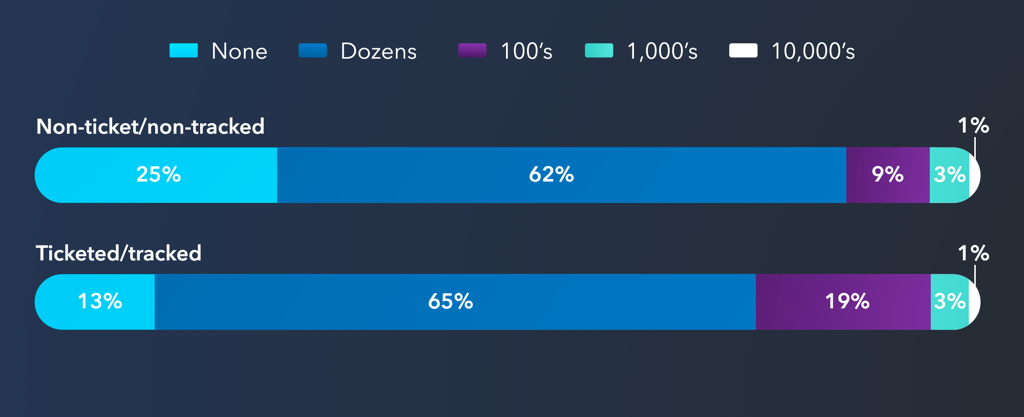 None Dozens 100’s 1,000’s 10,000’s
Non-ticket/non-tracked 1%
25% 62% 9% 3%
Ticketed/tracked 1%
13% 65% 19% 3%